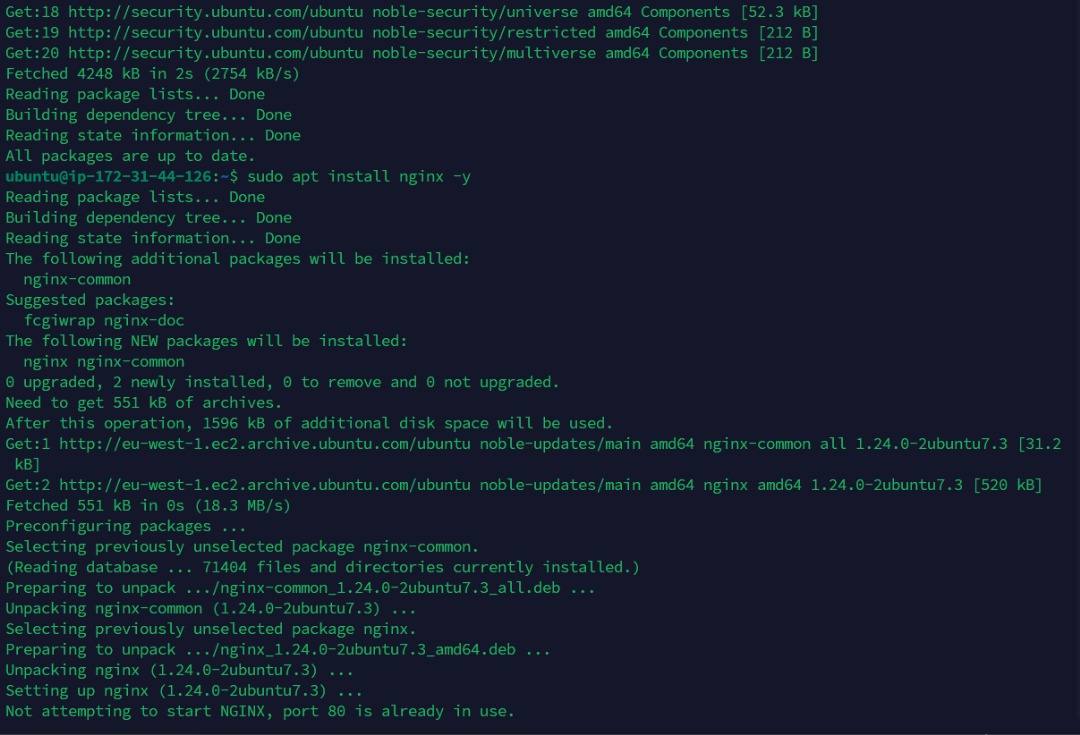 Get:18 http://security.ubuntu.com/ubuntu noble-security/universe amd64 Components [52.3 kB]
Get:19 http://security.ubuntu.com/ubuntu noble-security/restricted amd64 Components [212 B]
Get:20 http://security.ubuntu.com/ubuntu noble-security/multiverse amd64 Components [212 B]
Fetched 4248 kB in 2s (2754 kB/s)
Reading package lists... Done
Building dependency tree... Done
Reading state information... Done
All packages are up to date.
ubuntu@ip-172-31-44-126:~$ sudo apt install nginx -y
Reading package lists... Done
Building dependency tree... Done
Reading state information... Done
The following additional packages will be installed:
  nginx-common
Suggested packages:
  fcgiwrap nginx-doc
The following NEW packages will be installed:
  nginx nginx-common
0 upgraded, 2 newly installed, 0 to remove and 0 not upgraded.
Need to get 551 kB of archives.
After this operation, 1596 kB of additional disk space will be used.
Get:1 http://eu-west-1.ec2.archive.ubuntu.com/ubuntu noble-updates/main amd64 nginx-common all 1.24.0-2ubuntu7.3 [31.2
 kB]
Get:2 http://eu-west-1.ec2.archive.ubuntu.com/ubuntu noble-updates/main amd64 nginx amd64 1.24.0-2ubuntu7.3 [520 kB]
Fetched 551 kB in 0s (18.3 MB/s)
Preconfiguring packages ...
Selecting previously unselected package nginx-common.
(Reading database ... 71404 files and directories currently installed.)
Preparing to unpack .../nginx-common_1.24.0-2ubuntu7.3_all.deb ...
Unpacking nginx-common (1.24.0-2ubuntu7.3) ...
Selecting previously unselected package nginx.
Preparing to unpack .../nginx_1.24.0-2ubuntu7.3_amd64.deb ...
Unpacking nginx (1.24.0-2ubuntu7.3) ...
Setting up nginx (1.24.0-2ubuntu7.3) ...
Not attempting to start NGINX, port 80 is already in use.